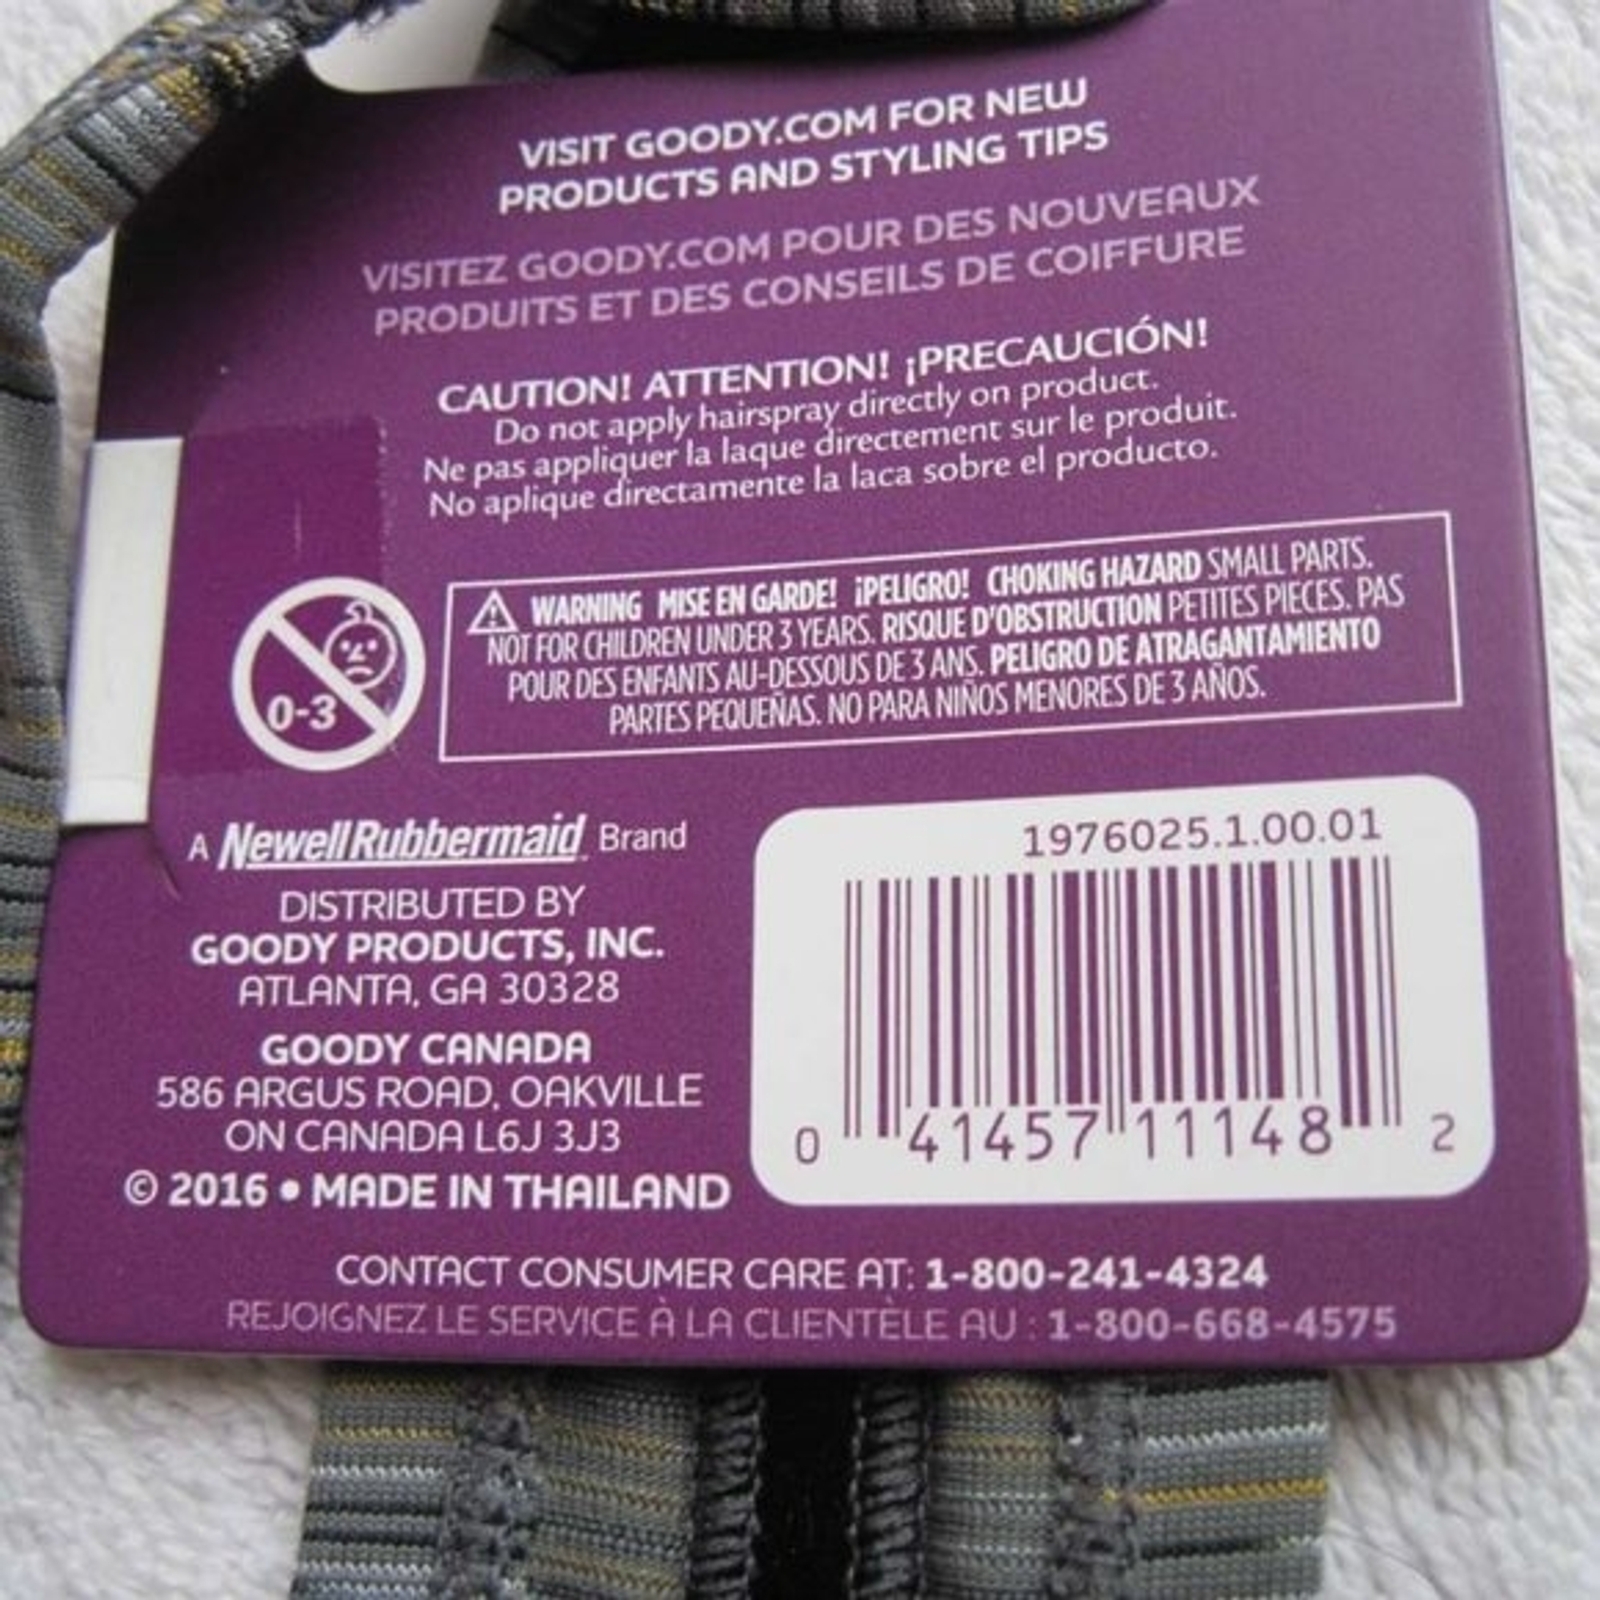 VISIT GOODY.COM FOR NEW
PRODUCTS AND STYLING TIPS
VISITEZ GOODY.COM POUR DES NOUVEAUX
PRODUITS ET DES CONSEILS DE COIFFURE
CAUTION! ATTENTION! ¡PRECAUCIÓN!
Do not apply hairspray directly on product.
Ne pas appliquer la laque directement sur le produit.
No aplique directamente la laca sobre el producto.
0-3
WARNING MISE EN GARDE! ¡PELIGRO! CHOKING HAZARD SMALL PARTS.
NOT FOR CHILDREN UNDER 3 YEARS. RISQUE D'OBSTRUCTION PETITES PIECES. PAS
POUR DES ENFANTS AU-DESSOUS DE 3 ANS. PELIGRO DE ATRAGANTAMIENTO
PARTES PEQUEÑAS. NO PARA NIÑOS MENORES DE 3 AÑOS.
A NewellRubbermaid Brand
DISTRIBUTED BY
GOODY PRODUCTS, INC.
ATLANTA, GA 30328
GOODY CANADA
586 ARGUS ROAD, OAKVILLE
ON CANADA L6J 3J3
© 2016 • MADE IN THAILAND
1976025.1.00.01
0 41457 11148 2
CONTACT CONSUMER CARE AT: 1-800-241-4324
REJOIGNEZ LE SERVICE À LA CLIENTÈLE AU : 1-800-668-4575